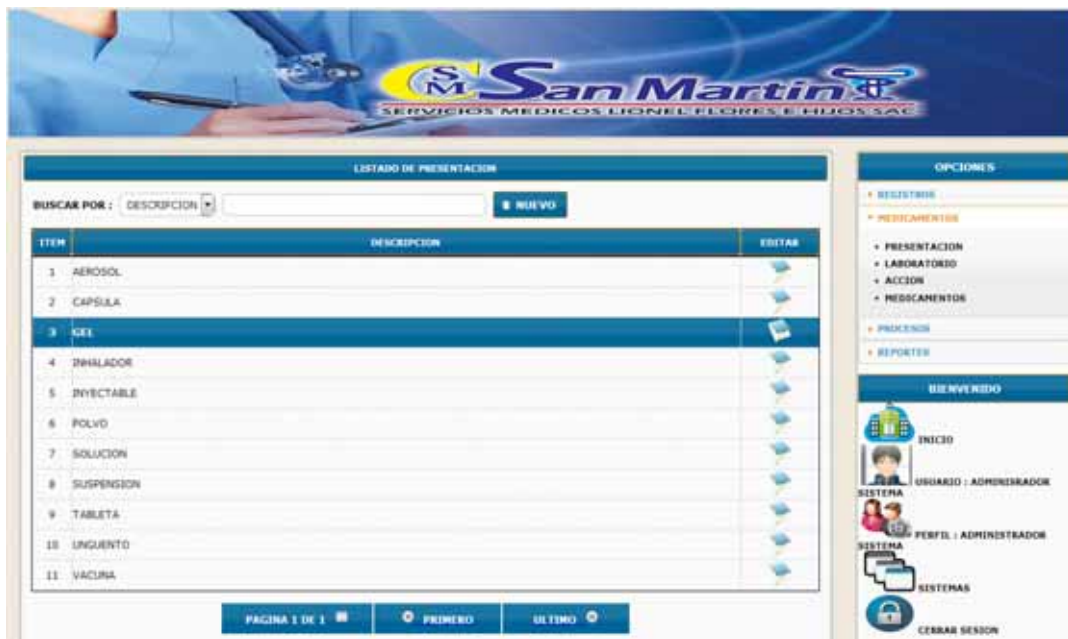 CSM San Martin
SERVICIOS MEDICOS LIONEL FLORES E HIJOS SAC
LISTADO DE PRESENTACION
BUSCAR POR : DESCRIPCION NUEVO
ITEM DESCRIPCION EDITAR
1 AEROSOL
2 CAPSULA
3 GEL
4 INHALADOR
5 INYECTABLE
6 POLVO
7 SOLUCION
8 SUSPENSION
9 TABLETA
10 UNGUENTO
11 VACUNA
PAGINA 1 DE 1 PRIMERO ULTIMO
OPCIONES
REGISTROS
MEDICAMENTOS
PRESENTACION
LABORATORIO
ACCION
MEDICAMENTOS
PROCESOS
REPORTES
BIENVENIDO
INICIO
USUARIO : ADMINISRADOR
SISTEMA
PERFIL : ADMINISTRADOR
SISTEMA
SISTEMAS
CERRAR SESION